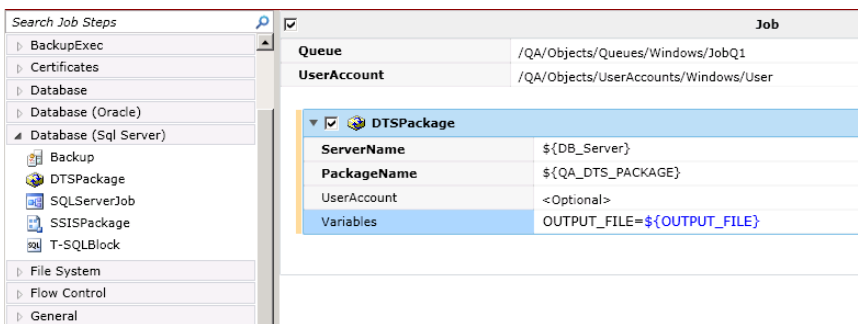 Search Job Steps
BackupExec
Certificates
Database
Database (Oracle)
Database (Sql Server)
Backup
DTSPackage
SQLServerJob
SSISPackage
SQL T-SQLBlock
File System
Flow Control
General
Job
Queue /QA/Objects/Queues/Windows/JobQ1
UserAccount /QA/Objects/UserAccounts/Windows/User
DTSPackage
ServerName ${DB_Server}
PackageName ${QA_DTS_PACKAGE}
UserAccount <Optional>
Variables OUTPUT_FILE=${OUTPUT_FILE}